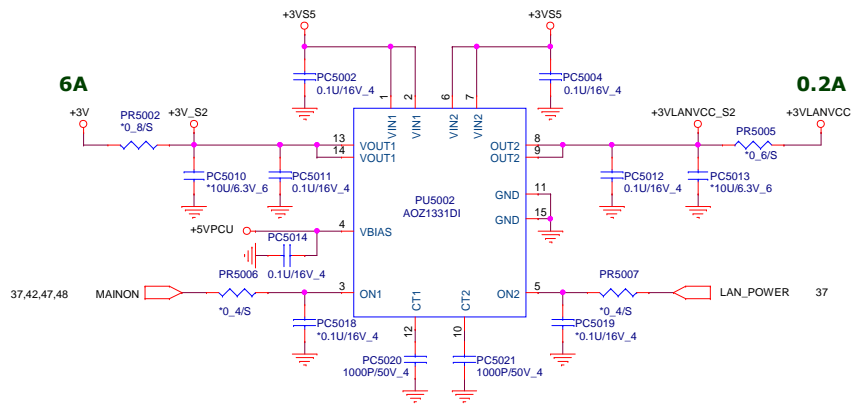 +3VS5
+3VS5
PC5002
0.1U/16V_4
PC5004
0.1U/16V_4
6A
0.2A
1
2
6
7
VIN1
VIN1
VIN2
VIN2
+3V
PR5002
*0_8/S
+3V_S2
13
VOUT1
14
VOUT1
8
OUT2
9
OUT2
+3VLANVCC_S2
PR5005
*0_6/S
+3VLANVCC
PC5010
*10U/6.3V_6
PC5011
0.1U/16V_4
PU5002
AOZ1331DI
PC5012
0.1U/16V_4
PC5013
*10U/6.3V_6
GND
11
GND
15
+5VPCU
4
VBIAS
PC5014
0.1U/16V_4
37,42,47,48
MAINON
PR5006
*0_4/S
3
ON1
CT1
CT2
ON2
5
PR5007
*0_4/S
LAN_POWER
37
PC5018
*0.1U/16V_4
12
10
PC5019
*0.1U/16V_4
PC5020
1000P/50V_4
PC5021
1000P/50V_4